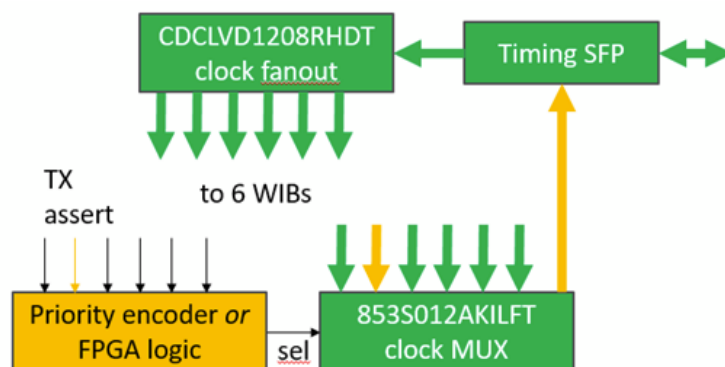 CDCLVD1208RHDT
clock fanout
Timing SFP
TX
assert
to 6 WIBs
Priority encoder or
FPGA logic
sel
853S012AKILFT
clock MUX